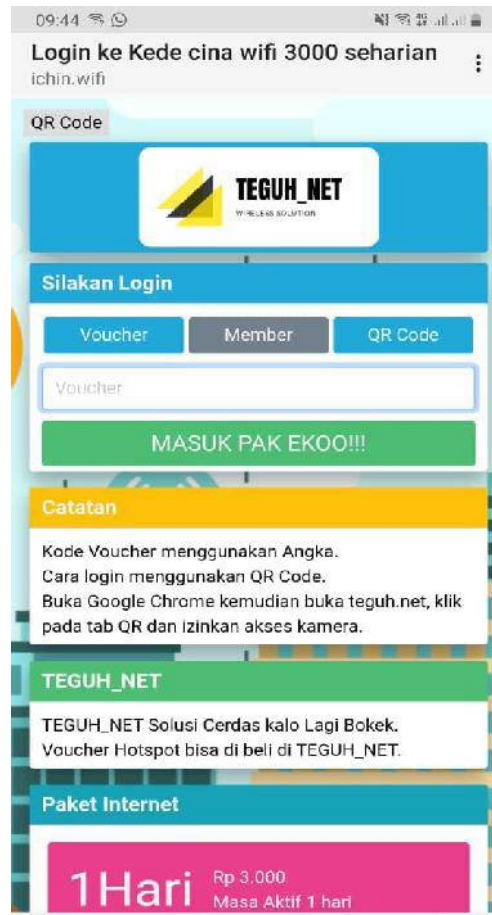 09:44
Login ke Kede cina wifi 3000 seharian
ichin.wifi
QR Code
TEGUH_NET
WIRELESS SOLUTION
Silakan Login
Voucher Member QR Code
Voucher
MASUK PAK EKOO!!!
Catatan
Kode Voucher menggunakan Angka.
Cara login menggunakan QR Code.
Buka Google Chrome kemudian buka teguh.net, klik
pada tab QR dan izinkan akses kamera.
TEGUH_NET
TEGUH_NET Solusi Cerdas kalo Lagi Bokek.
Voucher Hotspot bisa di beli di TEGUH_NET.
Paket Internet
1Hari
Rp 3.000
Masa Aktif 1 hari